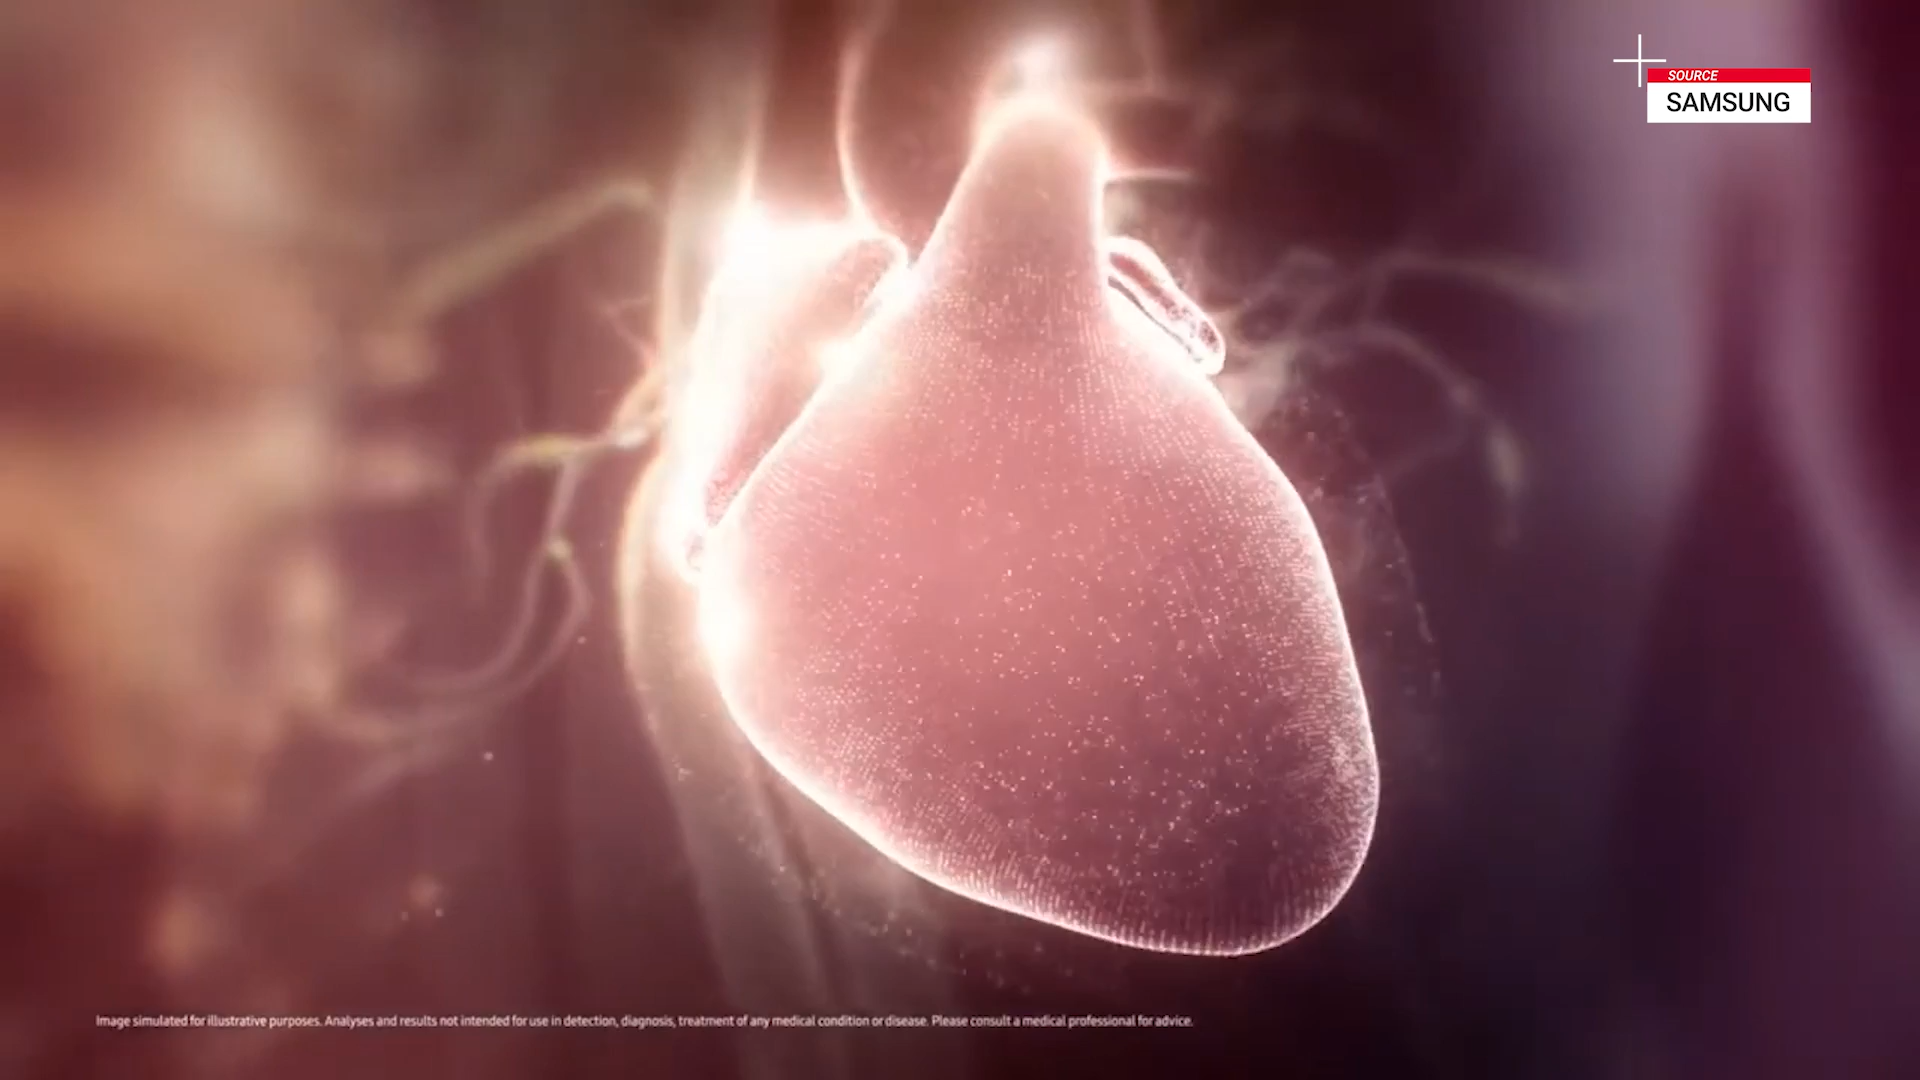 SOURCE
SAMSUNG
Image simulated for illustrative purposes. Analyses and results not intended for use in detection, diagnosis, treatment of any medical condition or disease. Please consult a medical professional for advice.